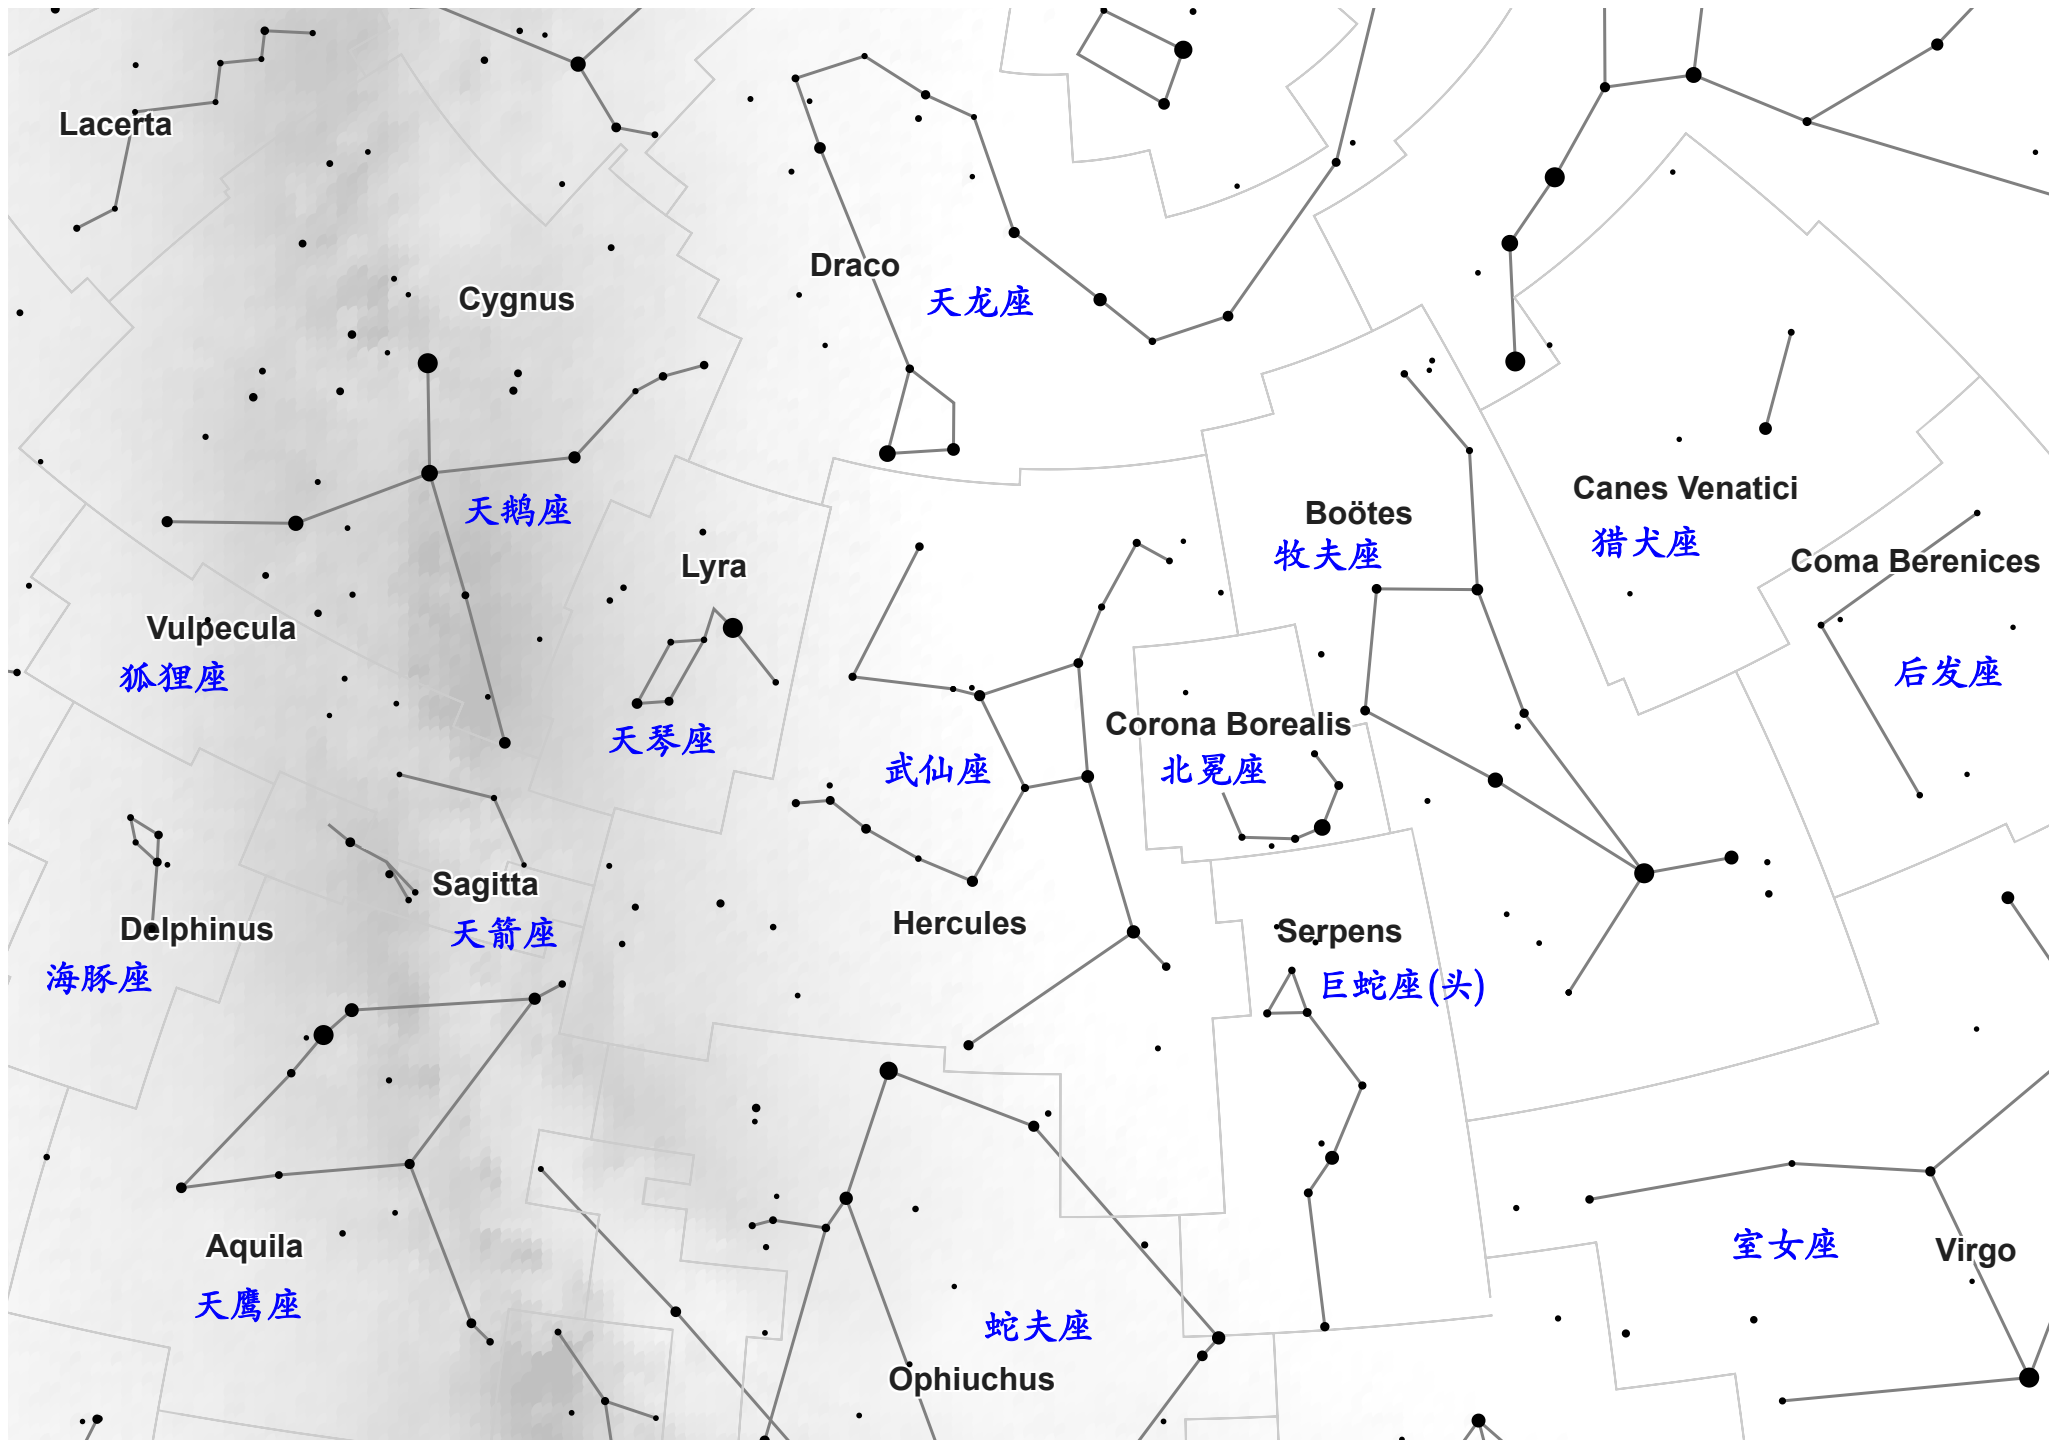 Lacerta
Draco
天龙座
Cygnus
天鹅座
Lyra
天琴座
Vulpecula
狐狸座
Boötes
牧夫座
Canes Venatici
猎犬座
Coma Berenices
后发座
Corona Borealis
北冕座
武仙座
Hercules
Sagitta
天箭座
Delphinus
海豚座
Serpens
巨蛇座(头)
Aquila
天鹰座
蛇夫座
Ophiuchus
室女座
Virgo